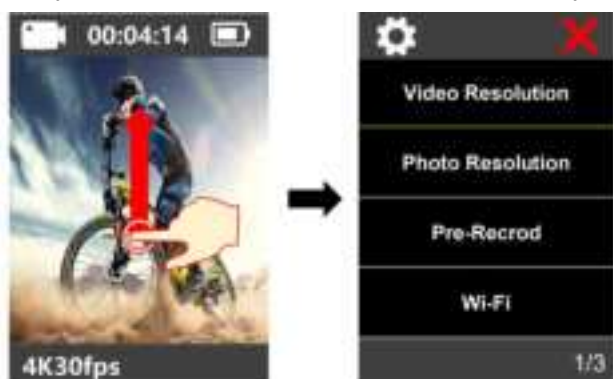 00:04:14
4K30fps
Video Resolution
Photo Resolution
Pre-Recrod
Wi-Fi
1/3